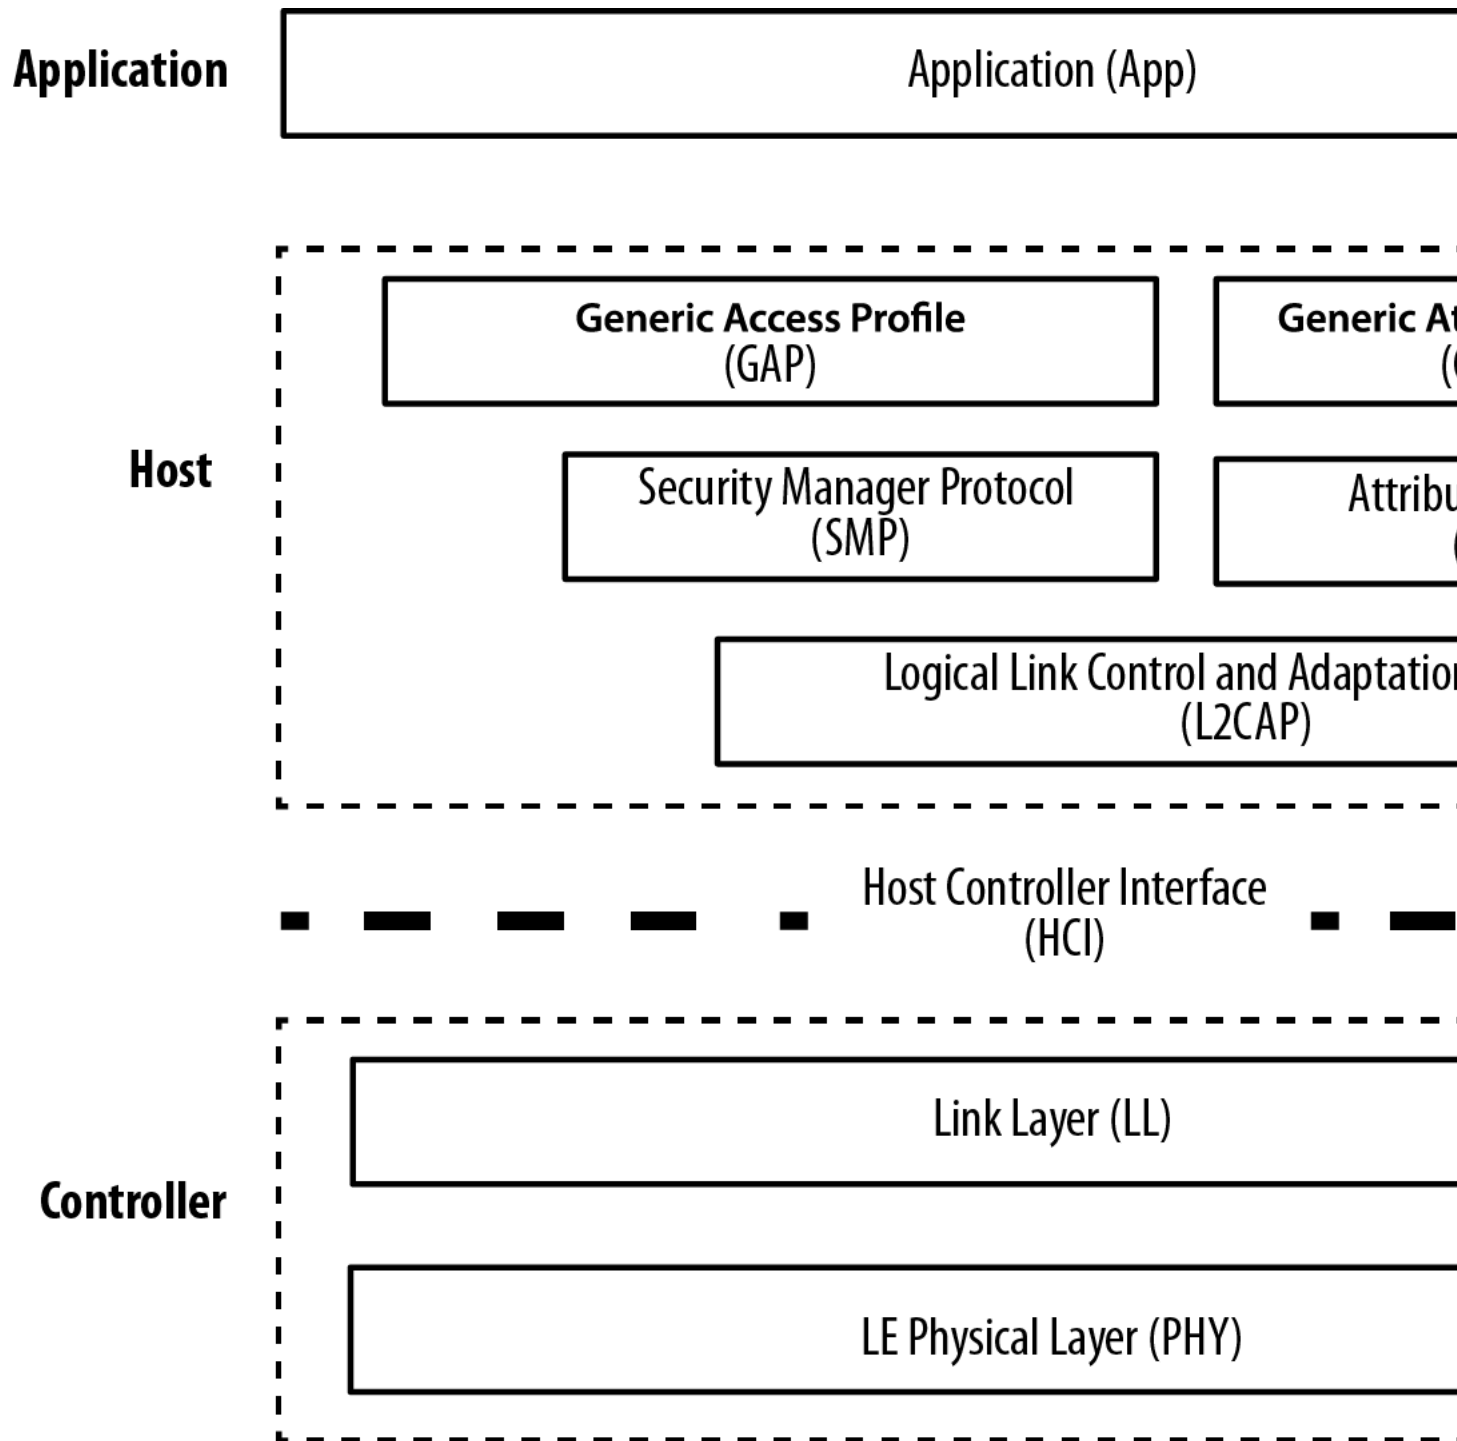 Application
Application (App)
Generic Access Profile
(GAP)
Generic
Host
Security Manager Protocol
(SMP)
Logical Link Control and
(L2CAP)
Host Controller Interface
(HCI)
Link Layer (LL)
Controller
LE Physical Layer (PHY)